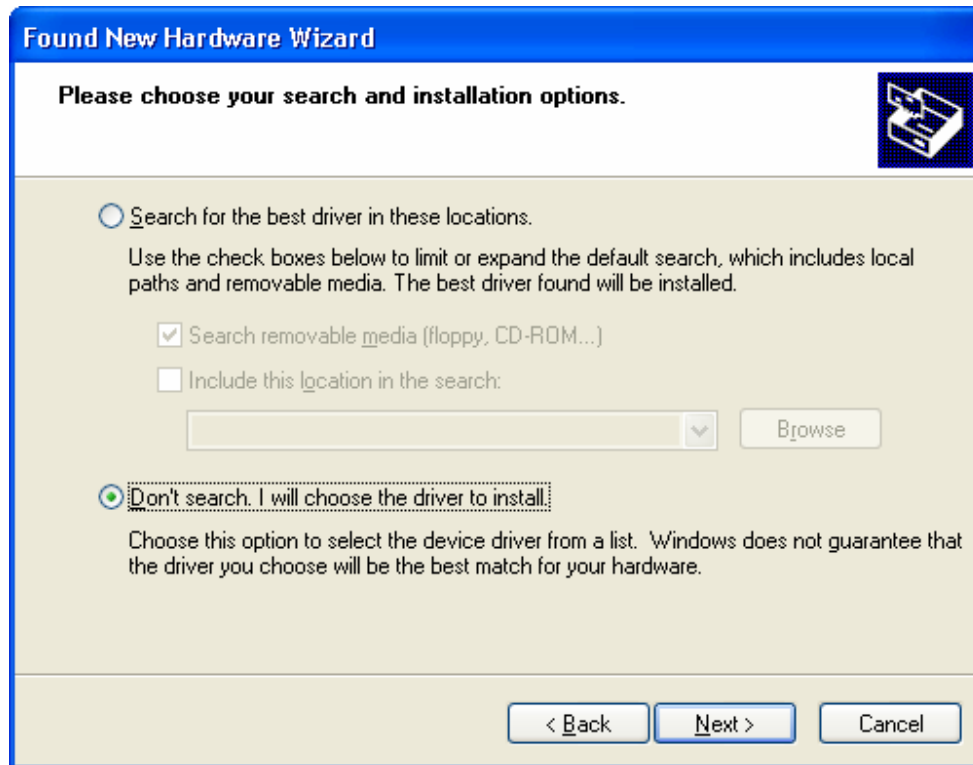 Found New Hardware Wizard
Please choose your search and installation options.
Search for the best driver in these locations.
Use the check boxes below to limit or expand the default search, which includes local
paths and removable media. The best driver found will be installed.
Search removable media (floppy, CD-ROM...)
Include this location in the search:
Browse
Don't search. I will choose the driver to install.
Choose this option to select the device driver from a list.  Windows does not guarantee that
the driver you choose will be the best match for your hardware.
< Back
Next >
Cancel